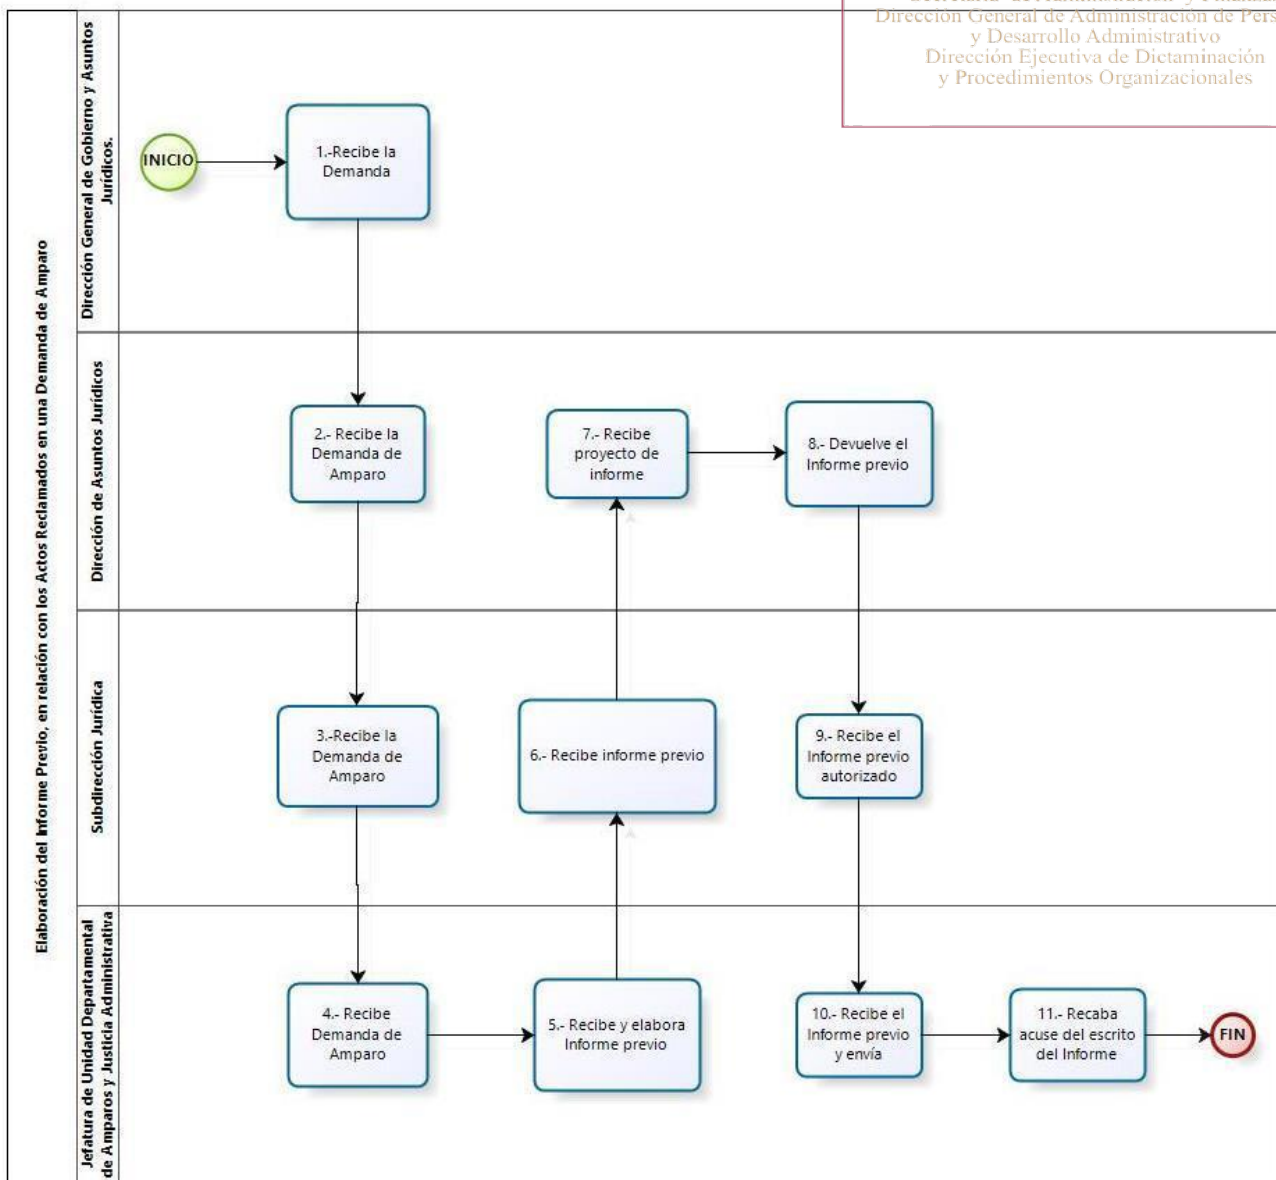 Dirección General de Administración de Pers
y Desarrollo Administrativo
Dirección Ejecutiva de Dictaminación
y Procedimientos Organizacionales
Elaboración del Informe Previo, en relación con los Actos Reclamados en una Demanda de Amparo
Dirección General de Gobierno y Asuntos
Jurídicos.
INICIO
1.-Recibe la
Demanda
Dirección de Asuntos Jurídicos
2.- Recibe la
Demanda de
Amparo
7.- Recibe
proyecto de
informe
8.- Devuelve el
Informe previo
Subdirección Jurídica
3.-Recibe la
Demanda de
Amparo
6.- Recibe informe previo
9.- Recibe el
Informe previo
autorizado
Jefatura de Unidad Departamental
de Amparos y Justicia Administrativa
4.- Recibe
Demanda de
Amparo
5.- Recibe y elabora
Informe previo
10.- Recibe el
Informe previo
y envía
11.- Recaba
acuse del escrito
del Informe
FIN